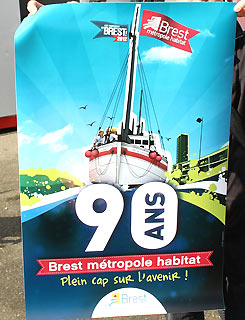 BREST
2012
Brest
métropole habitat
90
ANS
Brest métropole habitat
Plein cap sur l'avenir !
Brest